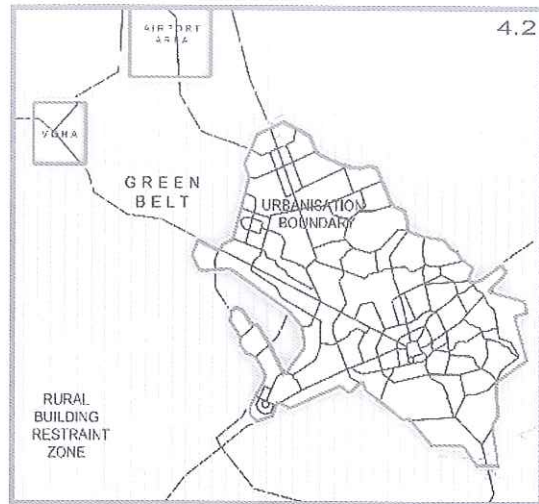 4.2
AIRPORT
AREA
VGHA
GREEN
BELT
URBANISATION
BOUNDARY
RURAL
BUILDING
RESTRAINT
ZONE